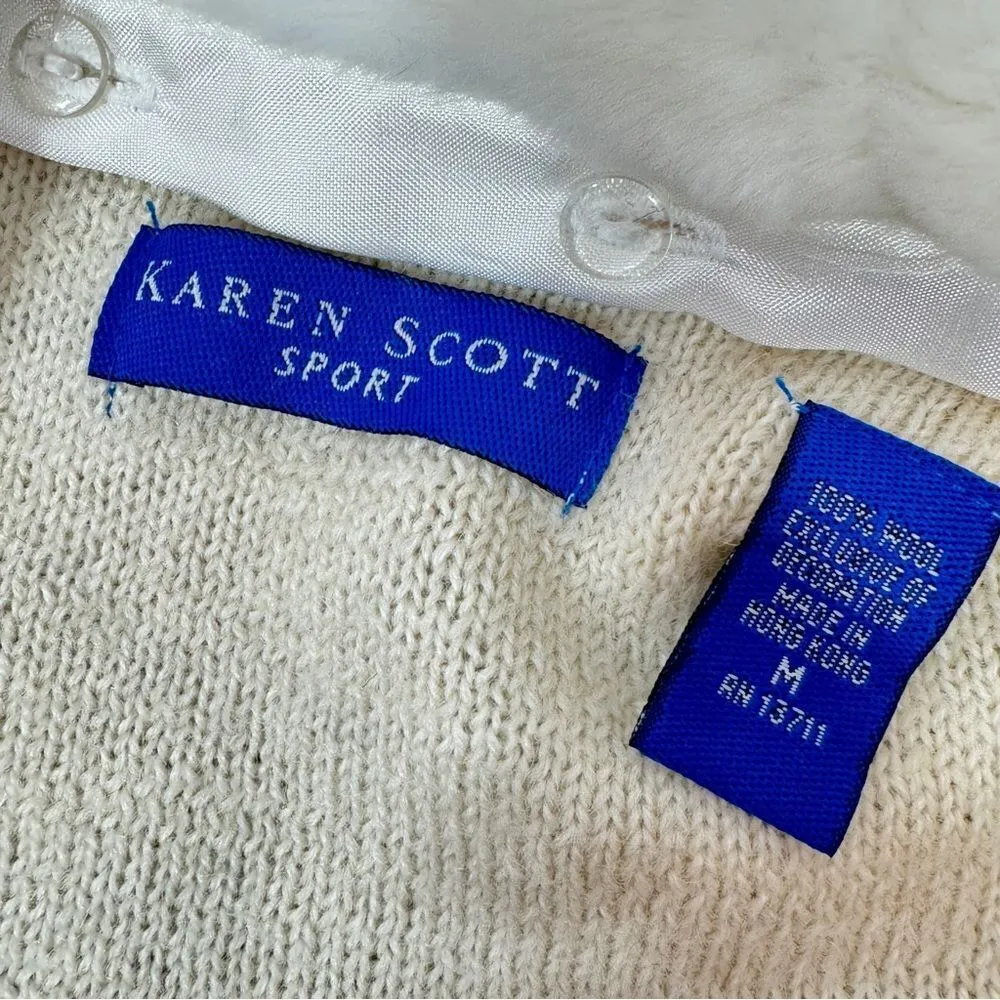 KAREN SCOTT
SPORT
100% WOOL
EXCLUSIVE OF
DECORATION
MADE IN
HONG KONG
M
RN 13711